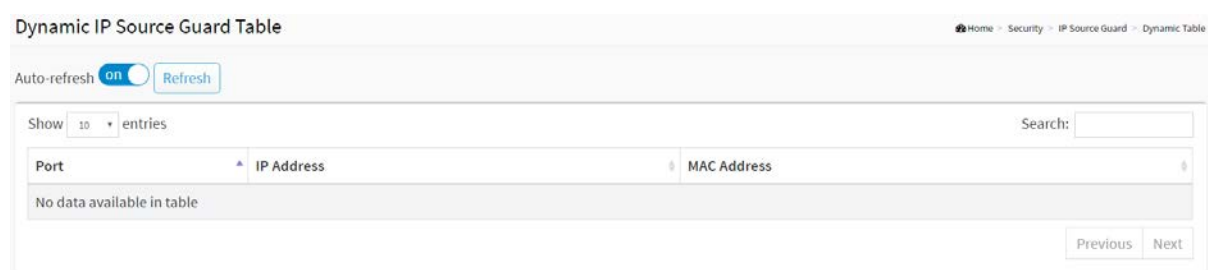 Dynamic IP Source Guard Table
Home > Security > IP Source Guard > Dynamic Table
Auto-refresh on Refresh
Show 10 entries Search:
Port IP Address MAC Address
No data available in table
Previous Next